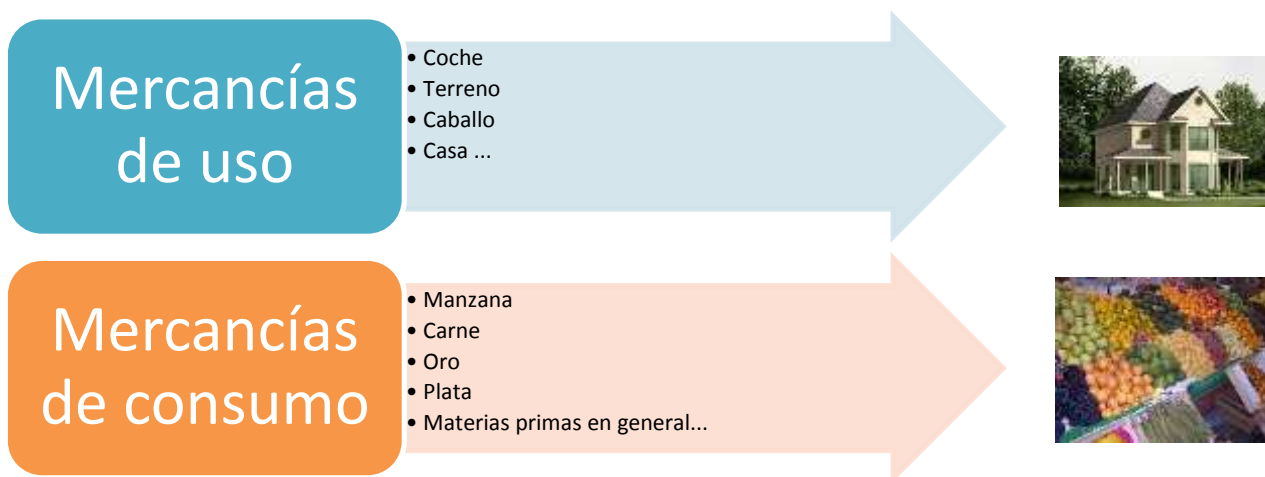 Mercancías
de uso
• Coche
• Terreno
• Caballo
• Casa ...
Mercancías
de consumo
• Manzana
• Carne
• Oro
• Plata
• Materias primas en general...